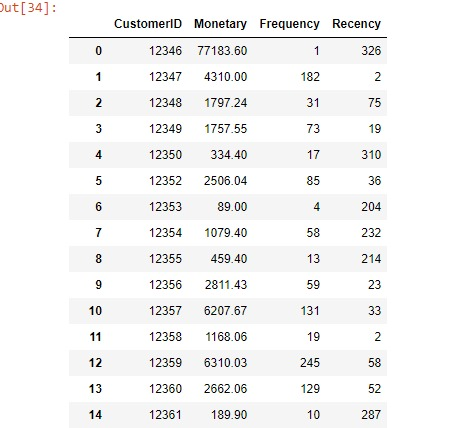 Out[34]:
CustomerID Monetary Frequency Recency
0 12346 77183.60 1 326
1 12347 4310.00 182 2
2 12348 1797.24 31 75
3 12349 1757.55 73 19
4 12350 334.40 17 310
5 12352 2506.04 85 36
6 12353 89.00 4 204
7 12354 1079.40 58 232
8 12355 459.40 13 214
9 12356 2811.43 59 23
10 12357 6207.67 131 33
11 12358 1168.06 19 2
12 12359 6310.03 245 58
13 12360 2662.06 129 52
14 12361 189.90 10 287